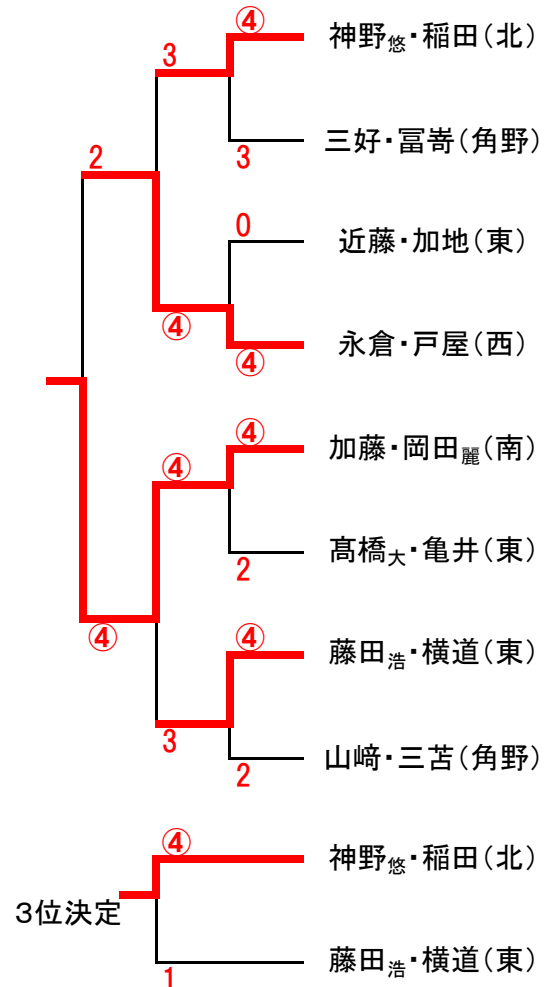 ④
神野悠・稲田(北)
3
三好・冨嵜(角野)
3
2
0
近藤・加地(東)
④
永倉・戸屋(西)
④
④
加藤・岡田麗(南)
④
髙橋大・亀井(東)
2
④
④
藤田浩・横道(東)
3
山﨑・三苫(角野)
2
④
神野悠・稲田(北)
3位決定
藤田浩・横道(東)
1